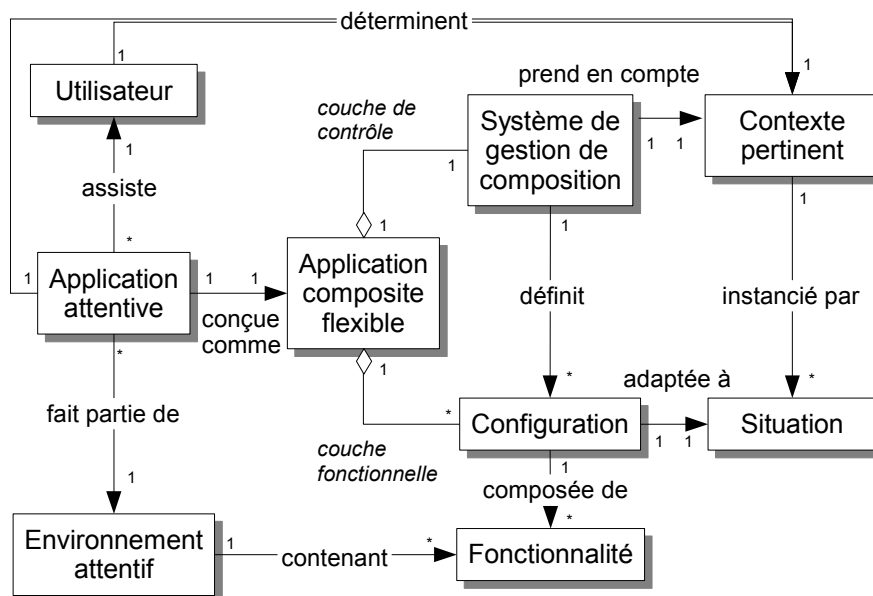 déterminent
1
1
Utilisateur
prend en compte
couche de
contrôle
Système de
gestion de
composition
Contexte
pertinent
1
1
1
1
assiste
1
1
*
1
Application
attentive
1
1
1
Application
composite
flexible
définit
instancié par
conçue
comme
*
1
*
adaptée à
*
fait partie de
*
Configuration
1
1
Situation
couche
fonctionnelle
1
composée de
1
*
Environnement
attentif
1
contenant
*
Fonctionnalité